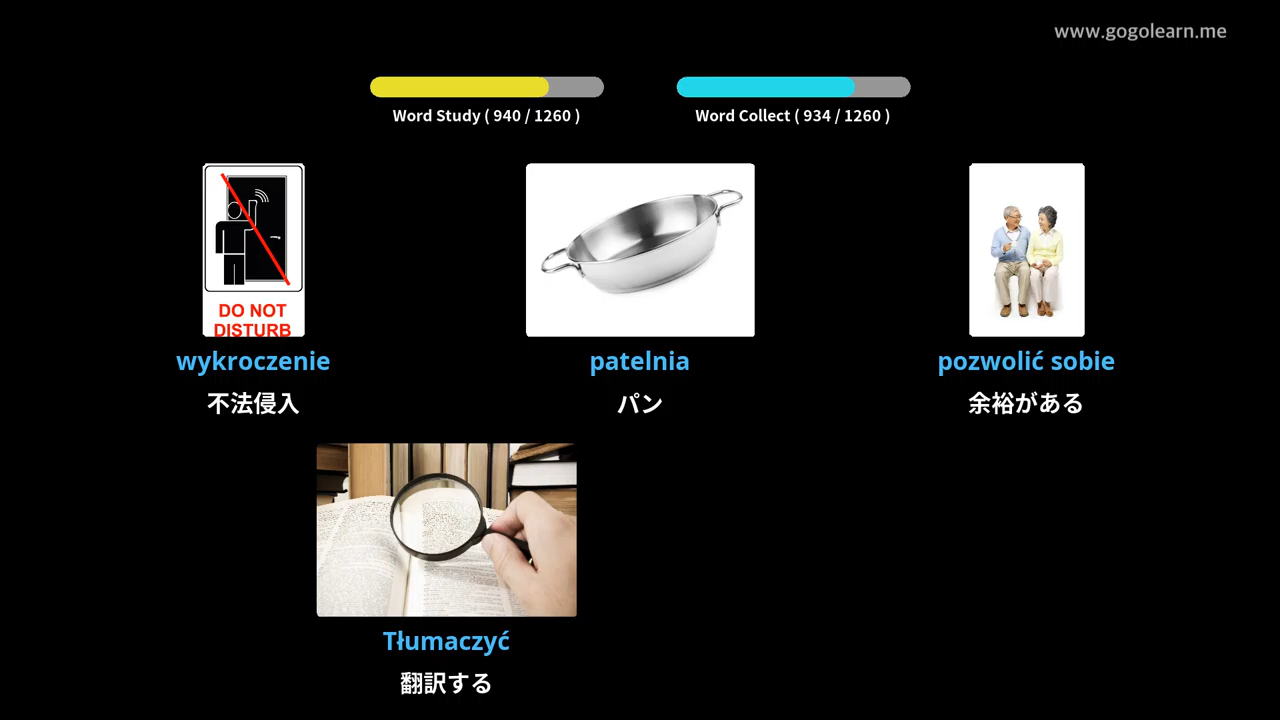 www.gogolearn.me
Word Study ( 940 / 1260 )
Word Collect ( 934 / 1260 )
DO NOT
DISTURB
wykroczenie
patelnia
pozwolić sobie
不法侵入
パン
余裕がある
Tłumaczyć
翻訳する